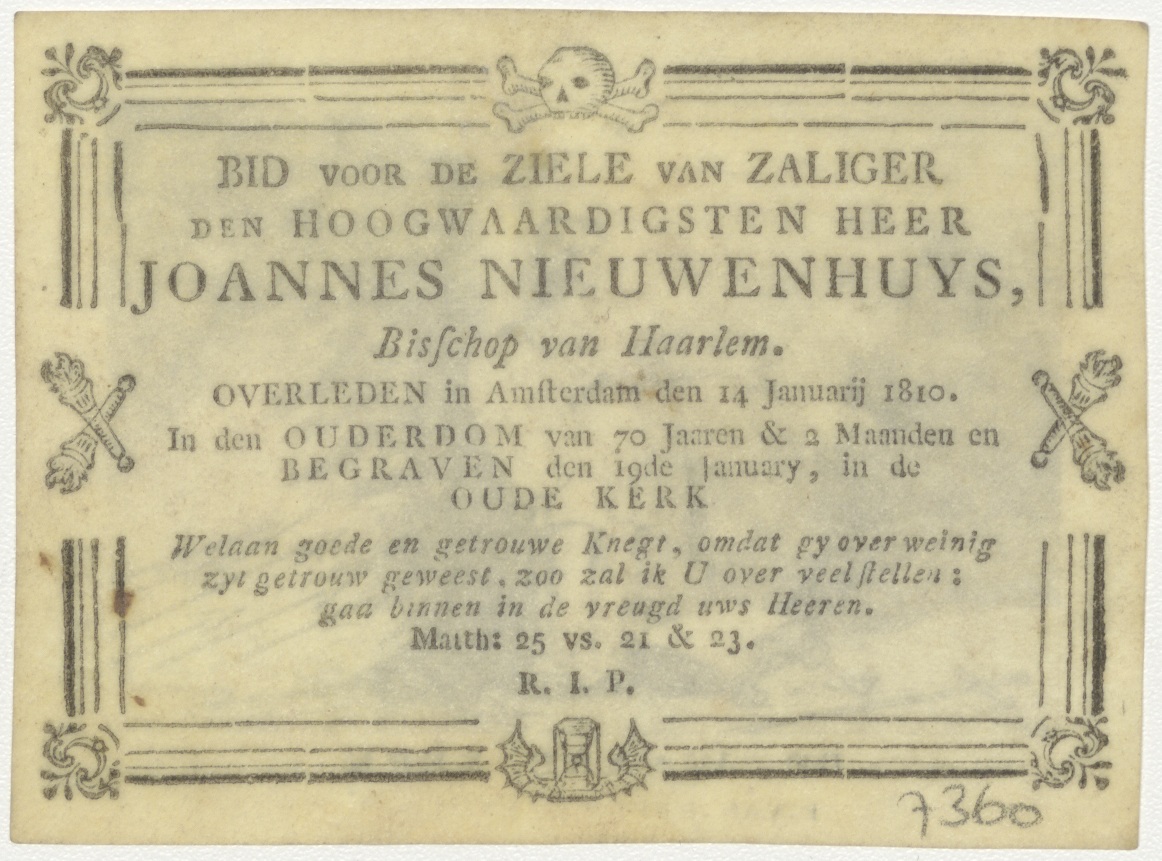 BID VOOR DE ZIELE VAN ZALIGER
DEN HOOGWAARDIGSTEN HEER
JOANNES NIEUWENHUYS,
Bisſchop van Haarlem.
OVERLEDEN in Amſterdam den 14 Januarij 1810.
In den OUDERDOM van 70 Jaaren & 2 Maanden en
BEGRAVEN den 19de January, in de
OUDE KERK
Welaan goede en getrouwe Knegt, omdat gy over weinig
zyt getrouw geweest, zoo zal ik U over veel ſtellen:
gaa binnen in de vreugd uws Heeren.
Matth: 25 vs. 21 & 23.
R. I. P.
7360